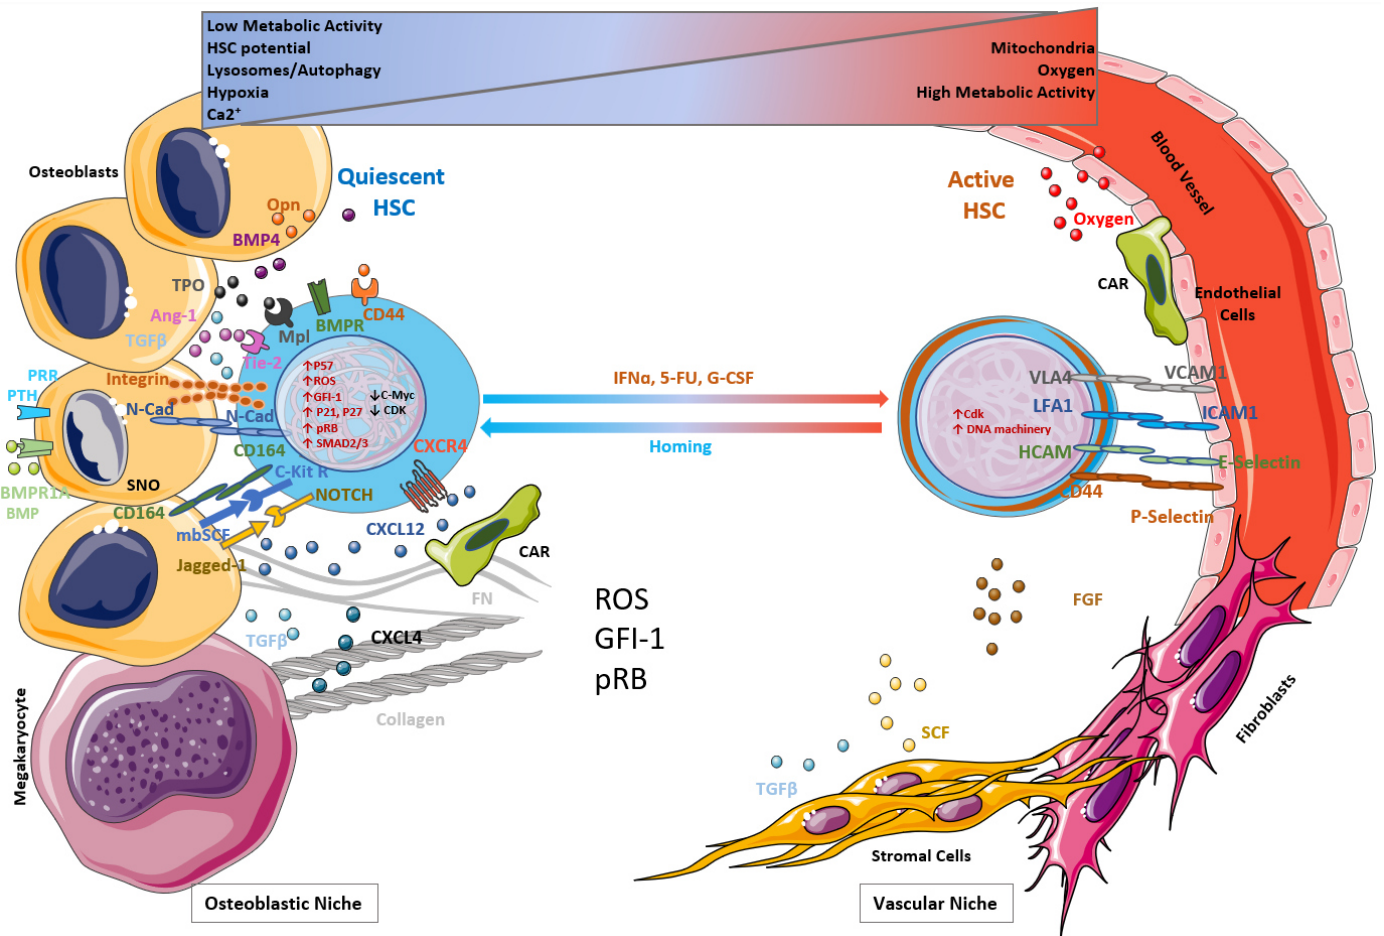 Low Metabolic Activity
HSC potential
Lysosomes/Autophagy
Hypoxia
Ca2⁺
Mitochondria
Oxygen
High Metabolic Activity
Osteoblasts
Quiescent
HSC
Opn
BMP4
TPO
Ang-1
TGFβ
Mpl
BMPR
CD44
Tie-2
PRR
PTH
Integrin
N-Cad
N-Cad
CD164
SNO
BMPR1A
BMP
CD164
C-Kit R
NOTCH
mbSCF
Jagged-1
↑P57
↑ROS
↑GFI-1
↑ P21, P27
↑ pRB
↑ SMAD2/3
↓C-Myc
↓ CDK
CXCR4
CXCL12
CAR
FN
TGFβ
CXCL4
Collagen
Megakaryocyte
Osteoblastic Niche
IFNα, 5-FU, G-CSF
Homing
ROS
GFI-1
pRB
Active
HSC
Oxygen
Blood Vessel
CAR
Endothelial
Cells
↑Cdk
↑ DNA machinery
VLA4
VCAM1
LFA1
ICAM1
HCAM
E-Selectin
CD44
P-Selectin
FGF
SCF
TGFβ
Fibroblasts
Stromal Cells
Vascular Niche